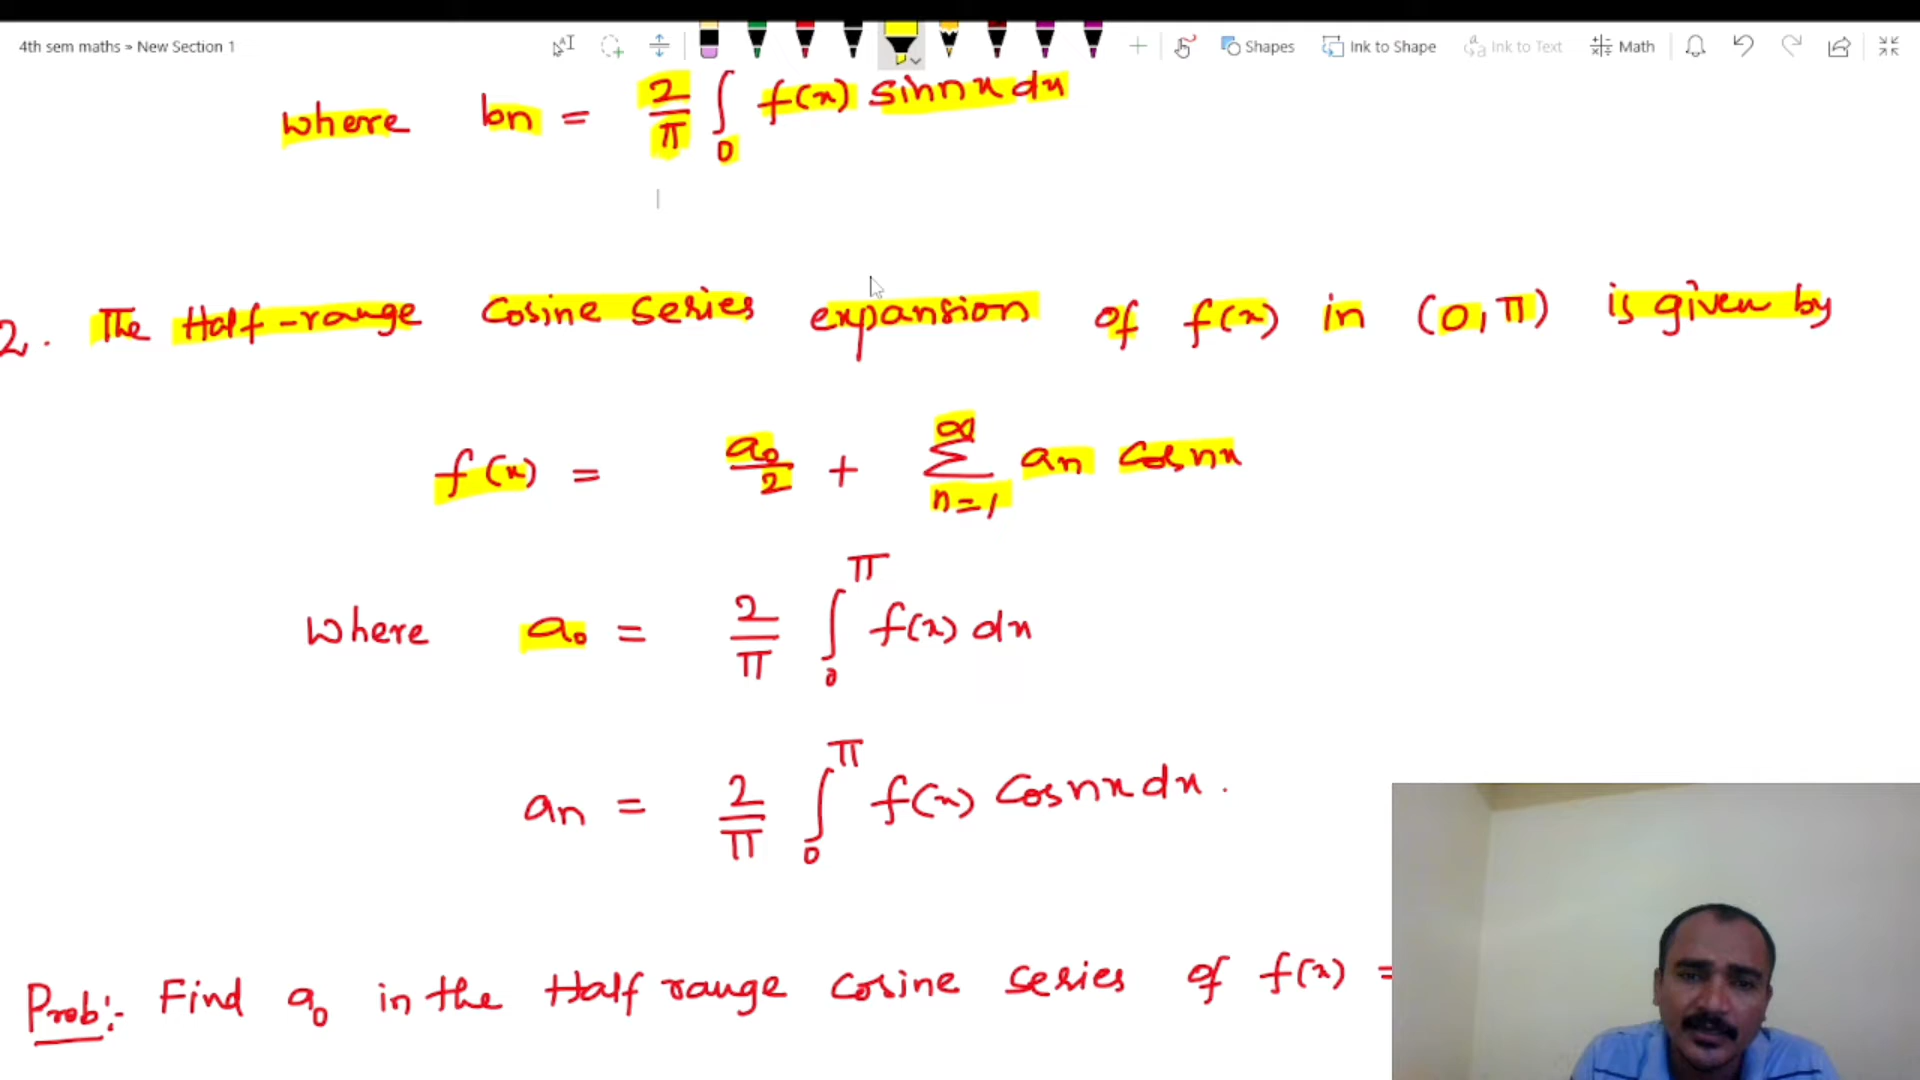 4th sem maths » New Section 1
Shapes Ink to Shape Ink to Text Math
where bn = 2/π ∫0 f(x) sinnx dx
2. The Half-range Cosine Series expansion of f(x) in (0,π) is given by
f(x) = a0/2 + ∑ n=1 ∞ an cosnx
where a0 = 2/π ∫0 π f(x) dx
an = 2/π ∫0 π f(x) Cosnx dx.
Prob:- Find a0 in the Half range cosine series of f(x) =